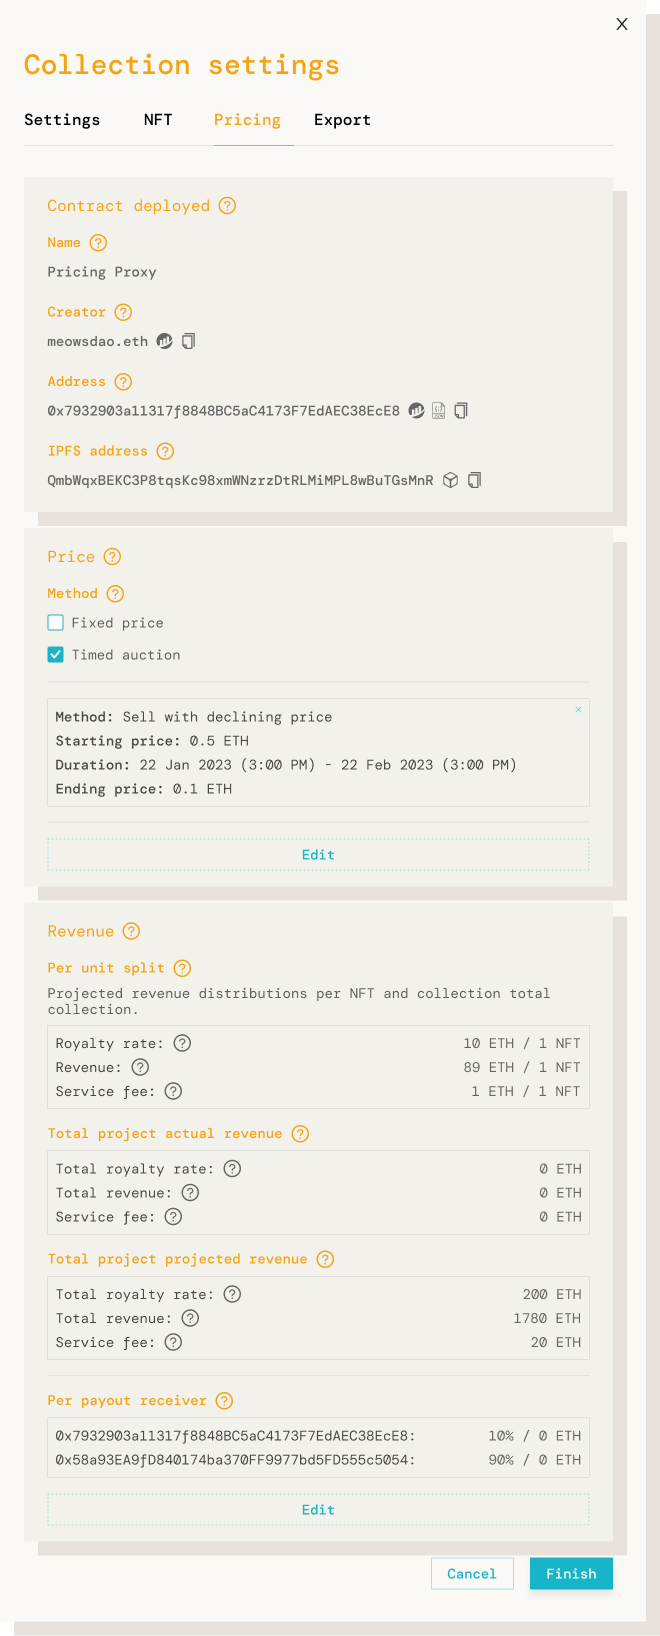 X
Collection settings
Settings NFT Pricing Export
Contract deployed ?
Name ?
Pricing Proxy
Creator ?
meowsdao.eth
Address ?
0x7932903a11317ƒ8848BC5aC4173F7EdAEC38EcE8
IPFS address ?
QmbWqxBEKC3P8tqsKc98xmWNzrzDtRLMiMPL8wBuTGsMnR
Price ?
Method ?
Fixed price
Timed auction
Method: Sell with declining price ×
Starting price: 0.5 ETH
Duration: 22 Jan 2023 (3:00 PM) - 22 Feb 2023 (3:00 PM)
Ending price: 0.1 ETH
Edit
Revenue ?
Per unit split ?
Projected revenue distributions per NFT and collection total
collection.
Royalty rate: ? 10 ETH / 1 NFT
Revenue: ? 89 ETH / 1 NFT
Service fee: ? 1 ETH / 1 NFT
Total project actual revenue ?
Total royalty rate: ? 0 ETH
Total revenue: ? 0 ETH
Service fee: ? 0 ETH
Total project projected revenue ?
Total royalty rate: ? 200 ETH
Total revenue: ? 1780 ETH
Service fee: ? 20 ETH
Per payout receiver ?
0x7932903a11317ƒ8848BC5aC4173F7EdAEC38EcE8: 10% / 0 ETH
0x58a93EA9ƒD840174ba370FF9977bd5FD555c5054: 90% / 0 ETH
Edit
Cancel Finish